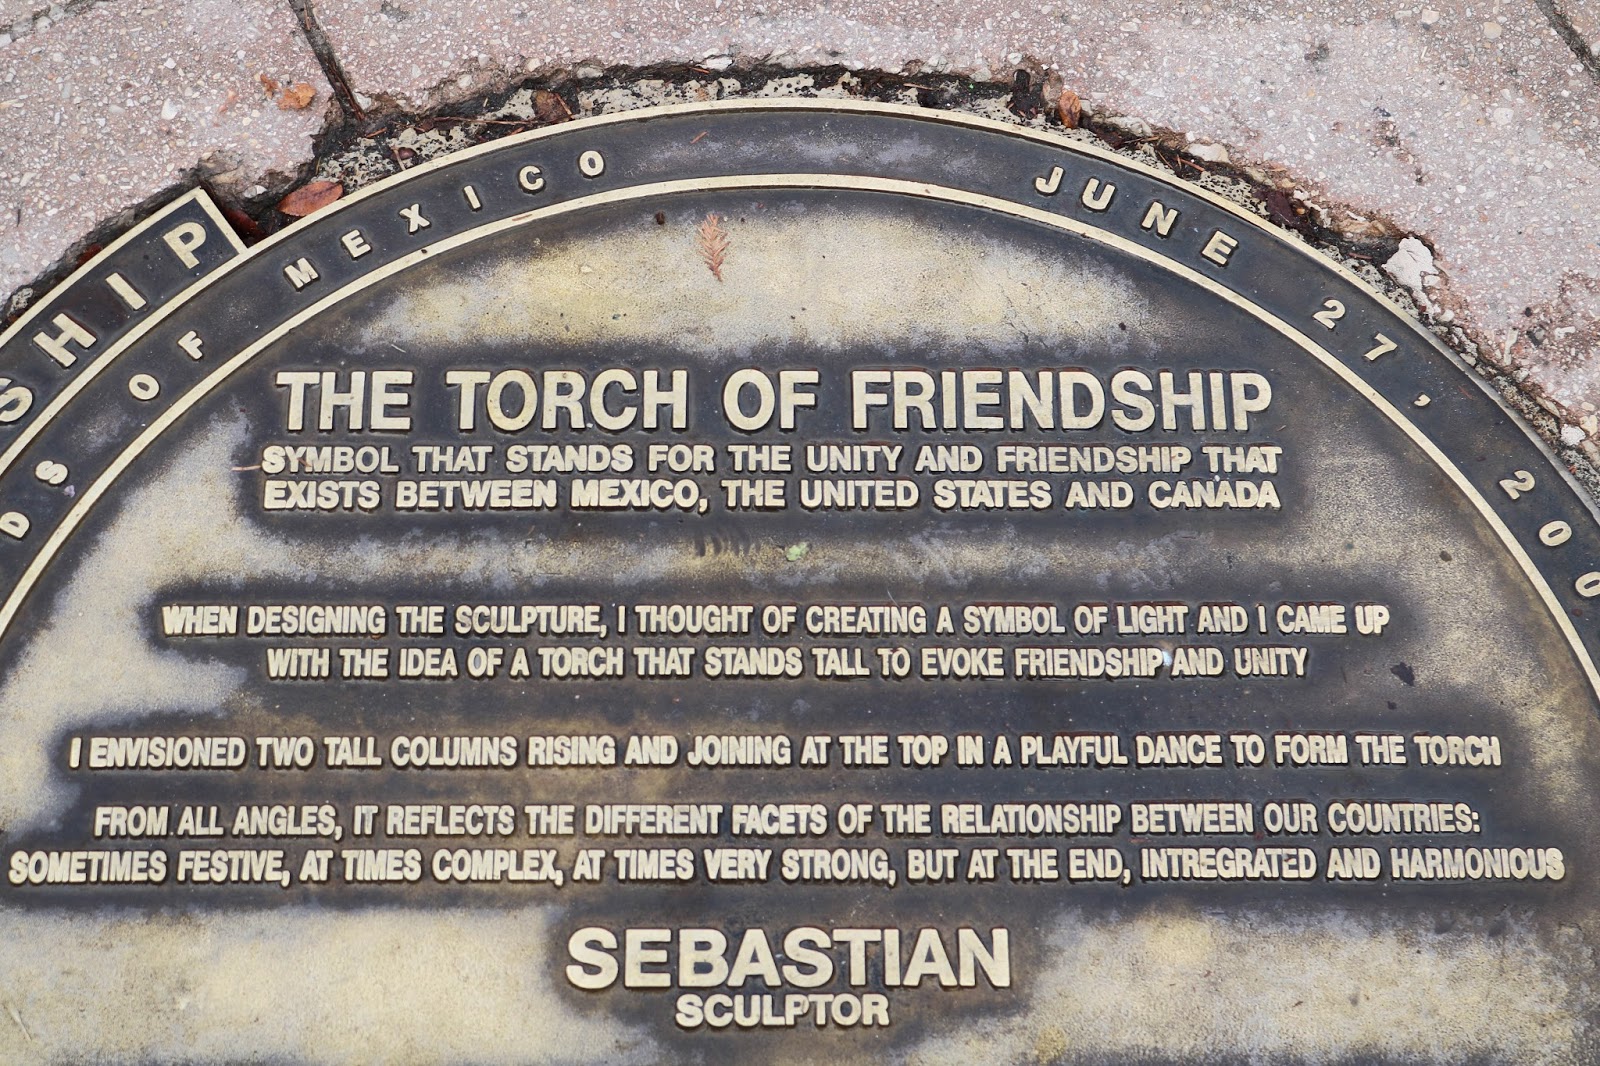 SHIP
DS OF MEXICO JUNE 27, 200
THE TORCH OF FRIENDSHIP
SYMBOL THAT STANDS FOR THE UNITY AND FRIENDSHIP THAT
EXISTS BETWEEN MEXICO, THE UNITED STATES AND CANADA
WHEN DESIGNING THE SCULPTURE, I THOUGHT OF CREATING A SYMBOL OF LIGHT AND I CAME UP
WITH THE IDEA OF A TORCH THAT STANDS TALL TO EVOKE FRIENDSHIP AND UNITY
I ENVISIONED TWO TALL COLUMNS RISING AND JOINING AT THE TOP IN A PLAYFUL DANCE TO FORM THE TORCH
FROM ALL ANGLES, IT REFLECTS THE DIFFERENT FACETS OF THE RELATIONSHIP BETWEEN OUR COUNTRIES:
SOMETIMES FESTIVE, AT TIMES COMPLEX, AT TIMES VERY STRONG, BUT AT THE END, INTREGRATED AND HARMONIOUS
SEBASTIAN
SCULPTOR